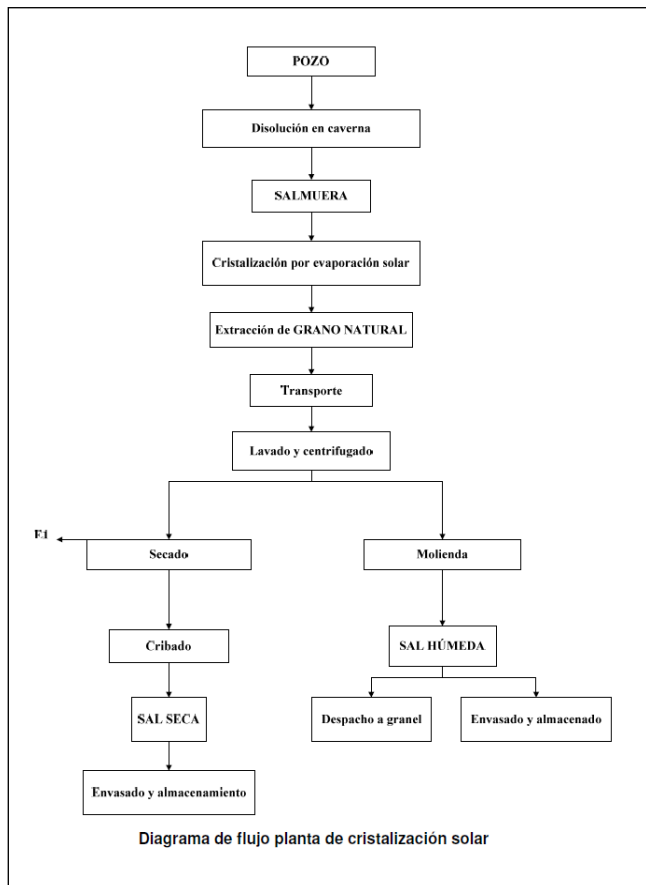 POZO
Disolución en caverna
SALMUERA
Cristalización por evaporación solar
Extracción de GRANO NATURAL
Transporte
Lavado y centrifugado
E1
Secado
Molienda
Cribado
SAL HÚMEDA
SAL SECA
Despacho a granel
Envasado y almacenado
Envasado y almacenamiento
Diagrama de flujo planta de cristalización solar